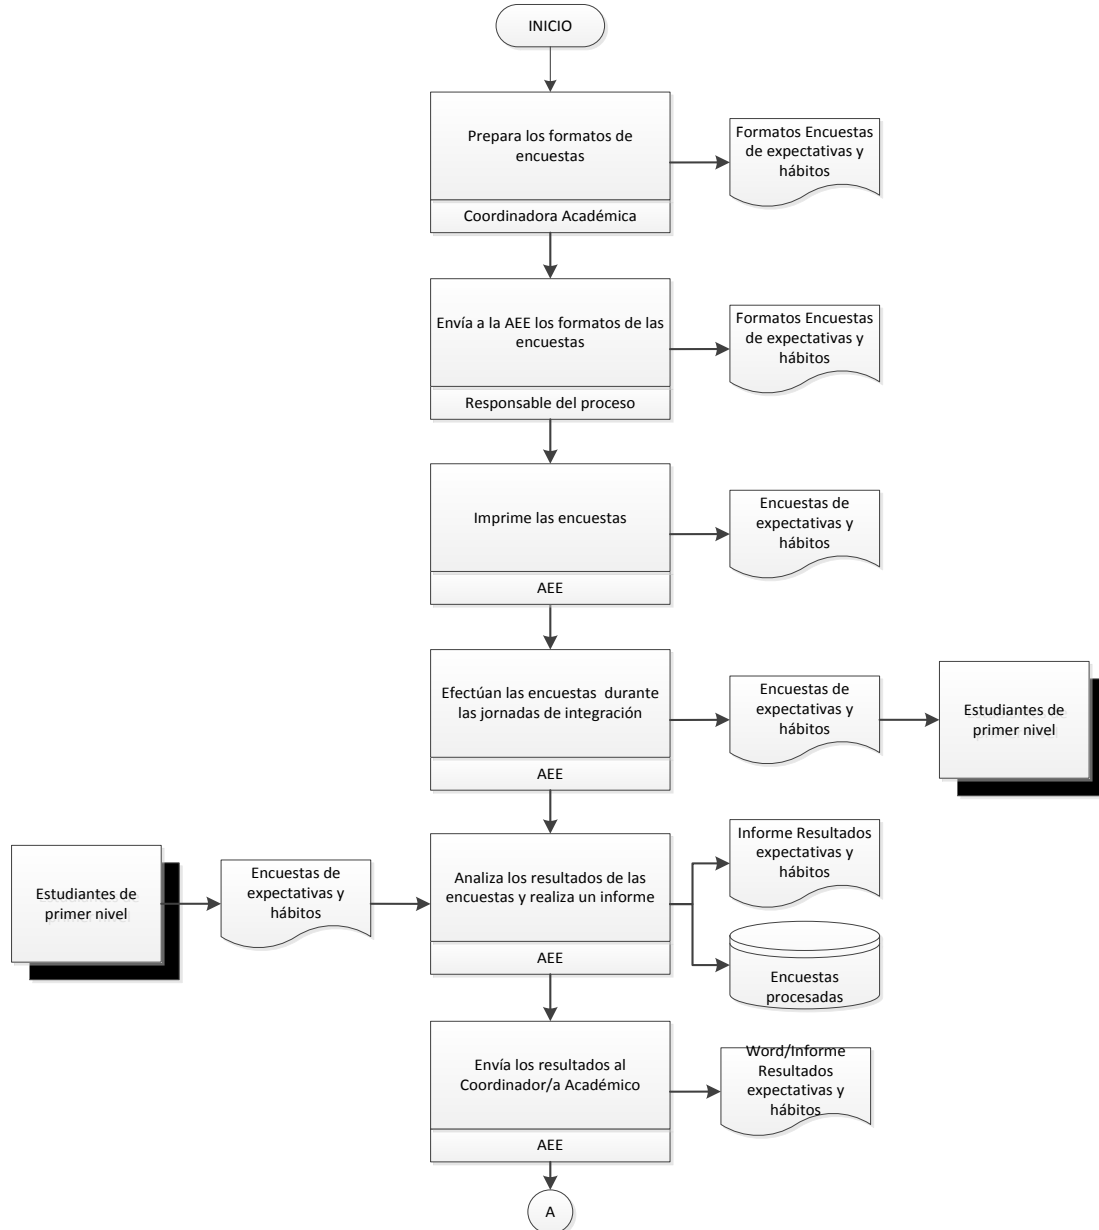 INICIO
Prepara los formatos de
encuestas
Coordinadora Académica
Formatos Encuestas
de expectativas y
hábitos
Envía a la AEE los formatos de las
encuestas
Responsable del proceso
Formatos Encuestas
de expectativas y
hábitos
Imprime las encuestas
AEE
Encuestas de
expectativas y
hábitos
Efectúan las encuestas  durante
las jornadas de integración
AEE
Encuestas de
expectativas y
hábitos
Estudiantes de
primer nivel
Estudiantes de
primer nivel
Encuestas de
expectativas y
hábitos
Analiza los resultados de las
encuestas y realiza un informe
AEE
Informe Resultados
expectativas y
hábitos
Encuestas
procesadas
Envía los resultados al
Coordinador/a Académico
AEE
Word/Informe
Resultados
expectativas y
hábitos
A